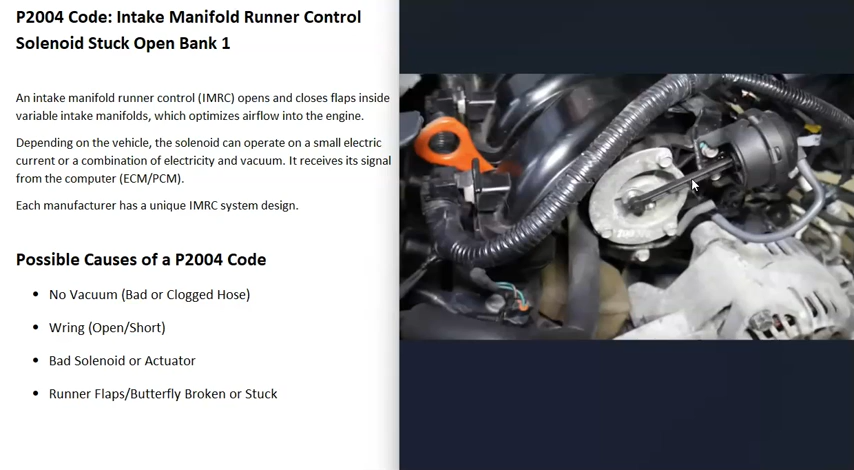 P2004 Code: Intake Manifold Runner Control
Solenoid Stuck Open Bank 1
An intake manifold runner control (IMRC) opens and closes flaps inside
variable intake manifolds, which optimizes airflow into the engine.
Depending on the vehicle, the solenoid can operate on a small electric
current or a combination of electricity and vacuum. It receives its signal
from the computer (ECM/PCM).
Each manufacturer has a unique IMRC system design.
Possible Causes of a P2004 Code
• No Vacuum (Bad or Clogged Hose)
• Wring (Open/Short)
• Bad Solenoid or Actuator
• Runner Flaps/Butterfly Broken or Stuck